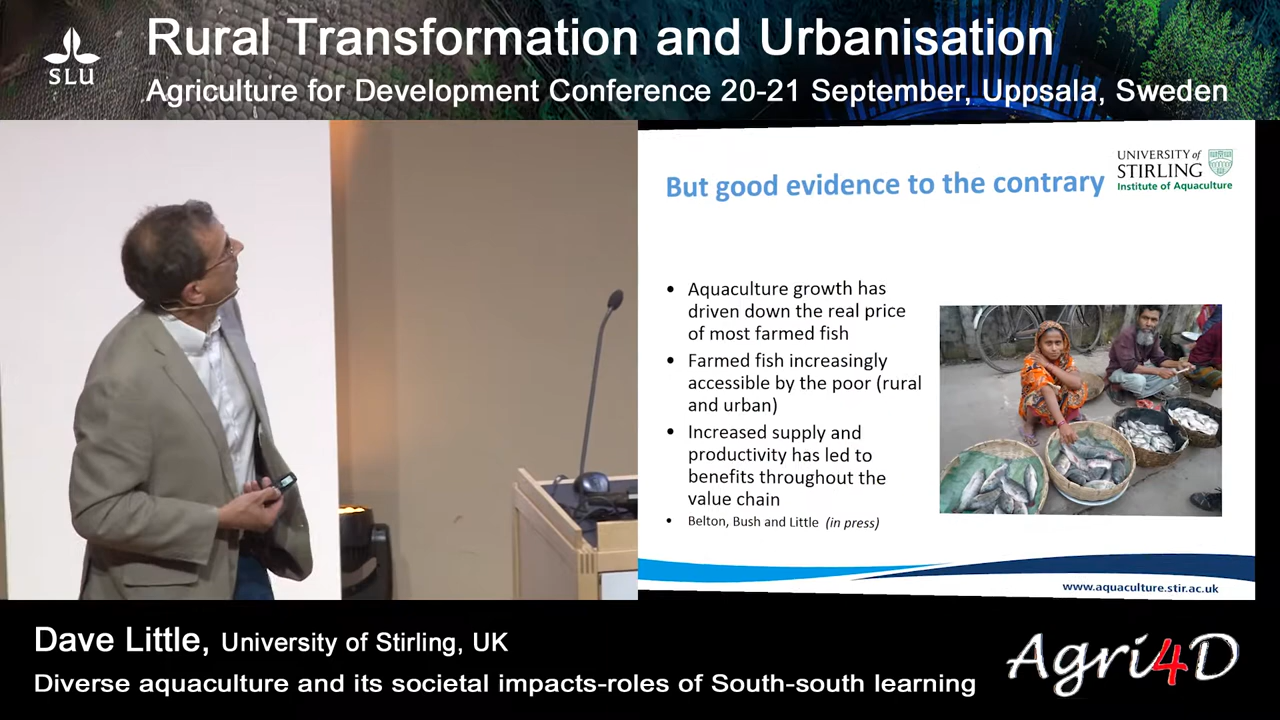 SLU
Rural Transformation and Urbanisation
Agriculture for Development Conference 20-21 September, Uppsala, Sweden
But good evidence to the contrary
UNIVERSITY of
STIRLING
Institute of Aquaculture
• Aquaculture growth has
driven down the real price
of most farmed fish
• Farmed fish increasingly
accessible by the poor (rural
and urban)
• Increased supply and
productivity has led to
benefits throughout the
value chain
• Belton, Bush and Little (in press)
www.aquaculture.stir.ac.uk
Dave Little, University of Stirling, UK
Diverse aquaculture and its societal impacts-roles of South-south learning
Agri4D